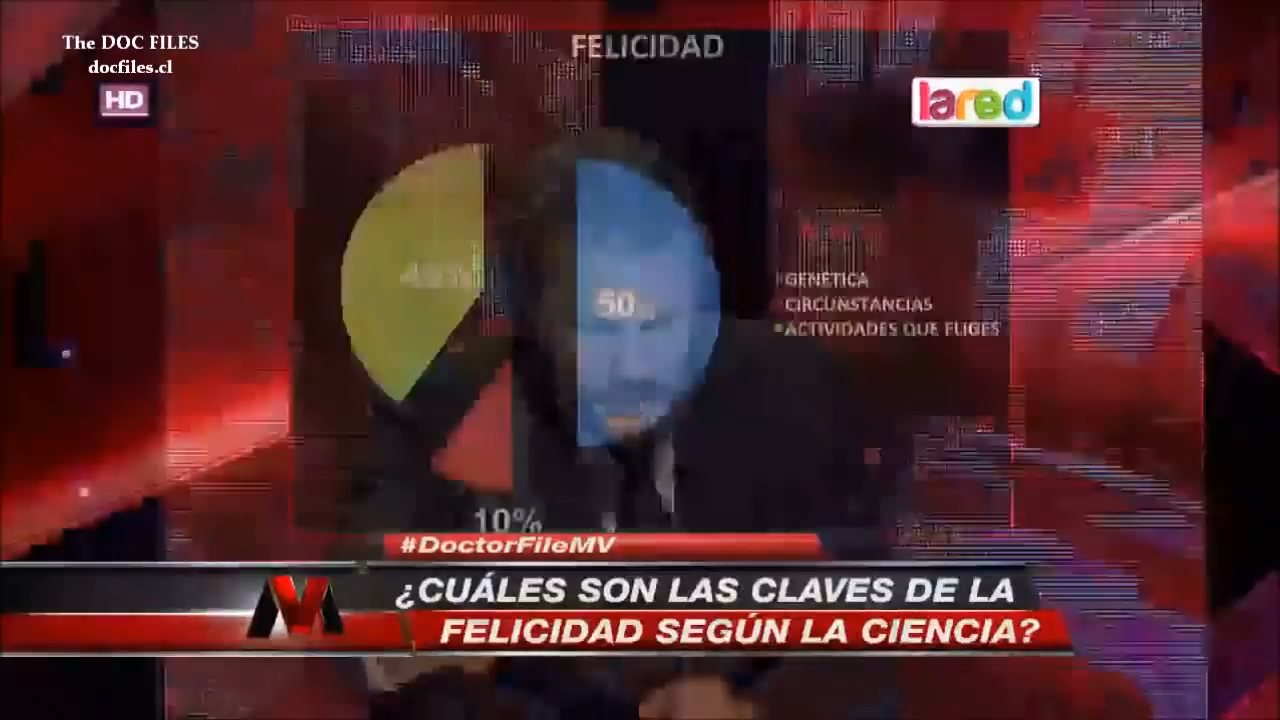 The DOC FILES
docfiles.cl
HD
FELICIDAD
lared
50
GENÉTICA
CIRCUNSTANCIAS
ACTIVIDADES QUE ELIGES
10%
#DoctorFileMV
¿CUÁLES SON LAS CLAVES DE LA
FELICIDAD SEGÚN LA CIENCIA?